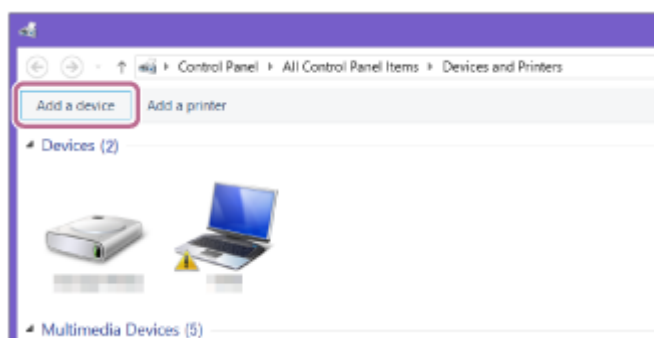 Control Panel ▸ All Control Panel Items ▸ Devices and Printers
Add a device Add a printer
Devices (2)
Multimedia Devices (5)